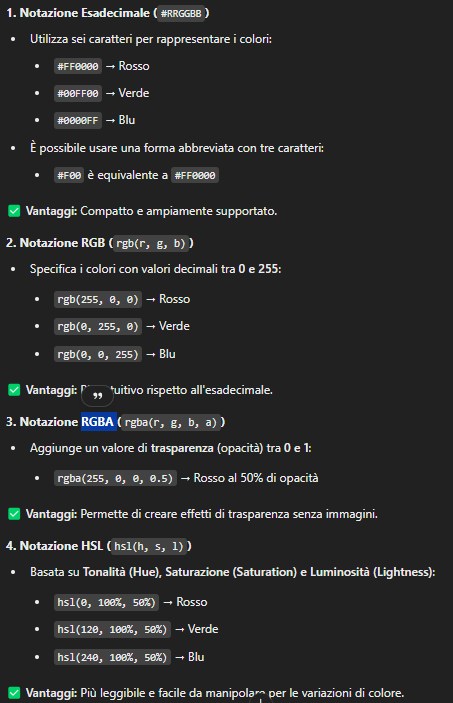 1. Notazione Esadecimale (#RRGGBB)
• Utilizza sei caratteri per rappresentare i colori:
• #FF0000 → Rosso
• #00FF00 → Verde
• #0000FF → Blu
• È possibile usare una forma abbreviata con tre caratteri:
• #F00 è equivalente a #FF0000
✅ Vantaggi: Compatto e ampiamente supportato.
2. Notazione RGB (rgb(r, g, b))
• Specifica i colori con valori decimali tra 0 e 255:
• rgb(255, 0, 0) → Rosso
• rgb(0, 255, 0) → Verde
• rgb(0, 0, 255) → Blu
✅ Vantaggi: rispetto all'esadecimale.
3. Notazione RGBA (rgba(r, g, b, a))
• Aggiunge un valore di trasparenza (opacità) tra 0 e 1:
• rgba(255, 0, 0, 0.5) → Rosso al 50% di opacità
✅ Vantaggi: Permette di creare effetti di trasparenza senza immagini.
4. Notazione HSL (hsl(h, s, l))
• Basata su Tonalità (Hue), Saturazione (Saturation) e Luminosità (Lightness):
• hsl(0, 100%, 50%) → Rosso
• hsl(120, 100%, 50%) → Verde
• hsl(240, 100%, 50%) → Blu
✅ Vantaggi: Più leggibile e facile da manipolare per le variazioni di colore.